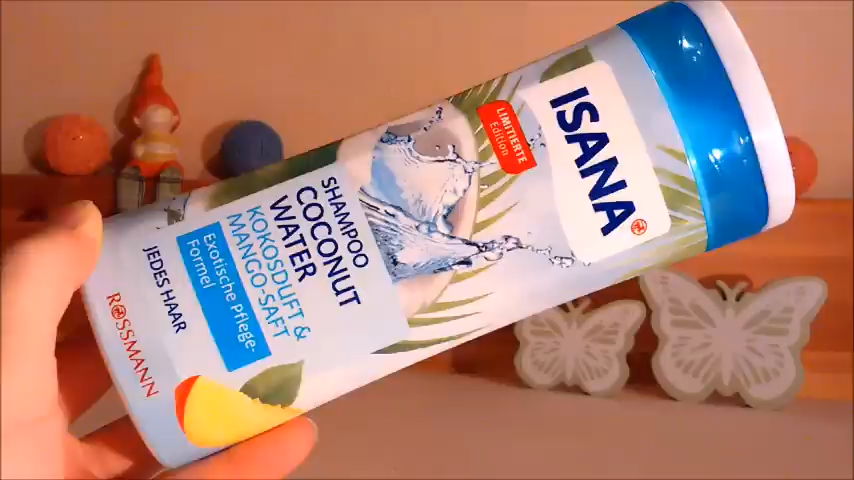 ISANA
LIMITIERTE
Edition
SHAMPOO
COCONUT
WATER
KOKOSDUFT &
MANGO-SAFT
Exotische Pflege-
Formel
JEDES HAAR
ROSSMANN